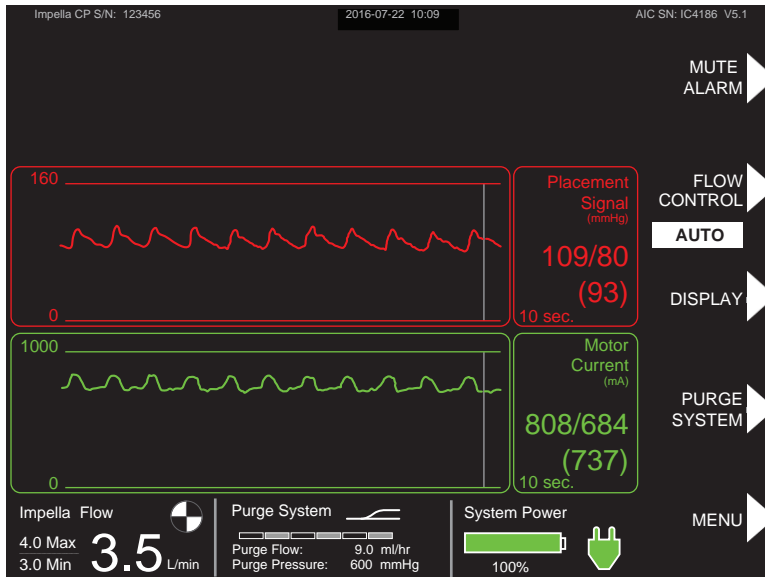 Impella CP S/N: 123456
2016-07-22 10:09
AIC SN: IC4186 V5.1
MUTE
ALARM
160
0
Placement
Signal
(mmHg)
109/80
(93)
10 sec.
FLOW
CONTROL
AUTO
DISPLAY
1000
0
Motor
Current
(mA)
808/684
(737)
10 sec.
PURGE
SYSTEM
Impella Flow
4.0 Max
3.0 Min
3.5 L/min
Purge System
Purge Flow: 9.0 ml/hr
Purge Pressure: 600 mmHg
System Power
100%
MENU